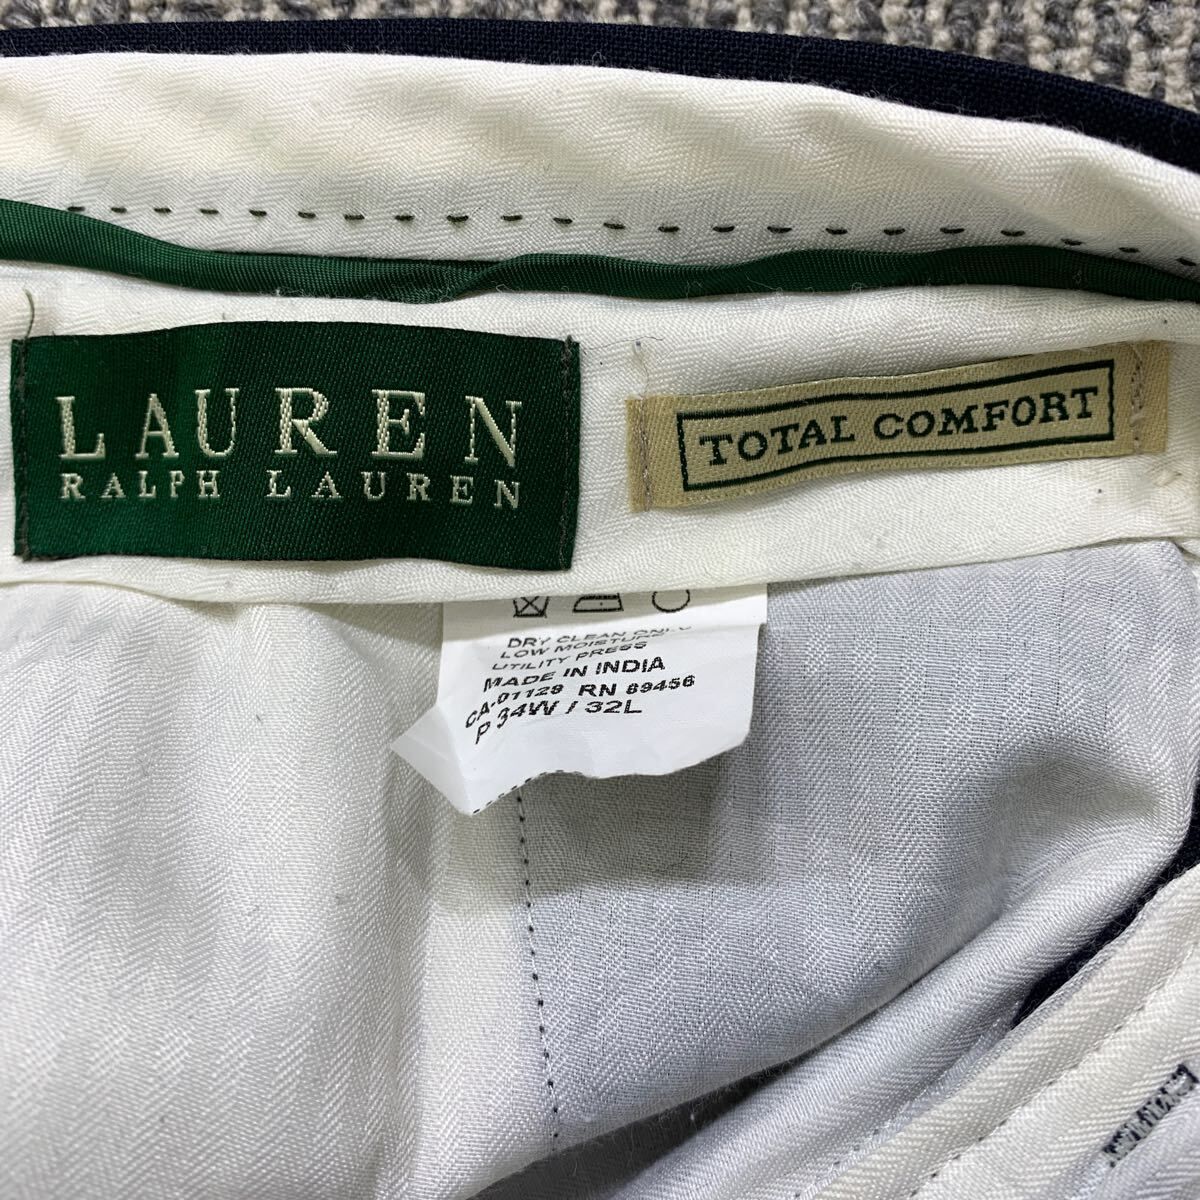 LAUREN
RALPH LAUREN
TOTAL COMFORT
DRY CLEAN ONLY
LOW MOISTURE
UTILITY PRESS
MADE IN INDIA
CA-01129 RN 69456
P 34W / 32L